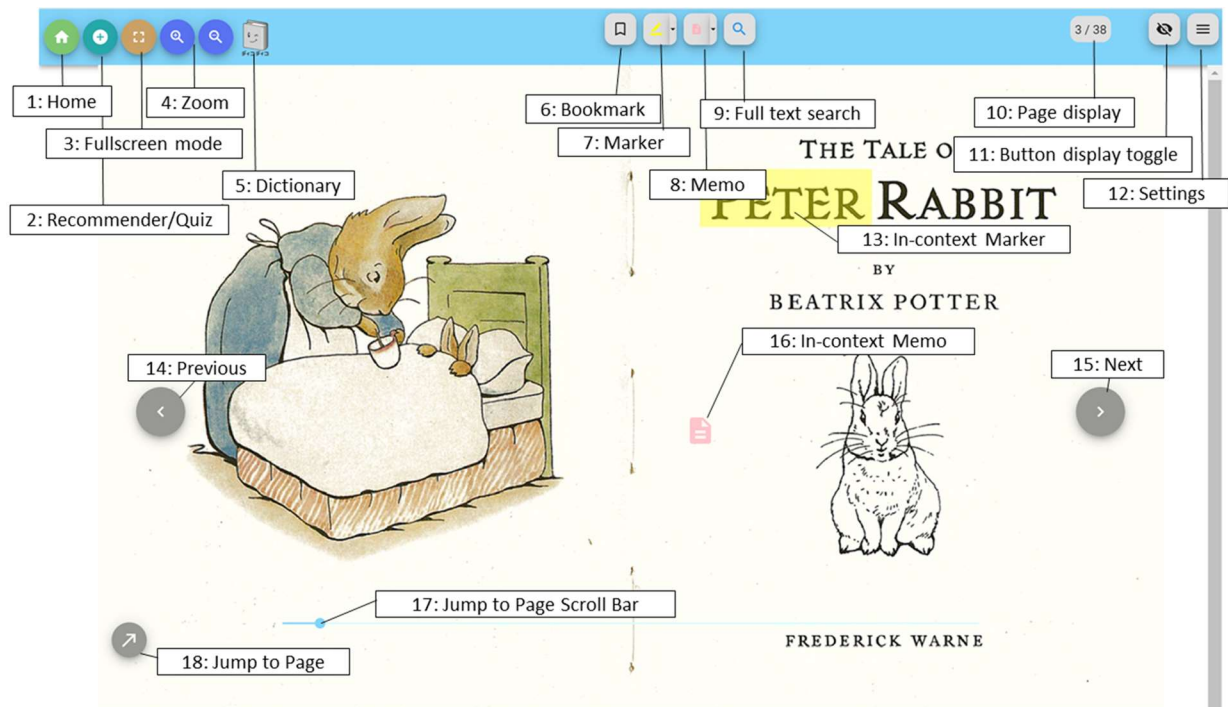 3 / 38
1: Home
4: Zoom
3: Fullscreen mode
5: Dictionary
2: Recommender/Quiz
6: Bookmark
7: Marker
8: Memo
9: Full text search
10: Page display
11: Button display toggle
12: Settings
THE TALE O
PETER RABBIT
13: In-context Marker
BY
BEATRIX POTTER
16: In-context Memo
14: Previous
15: Next
17: Jump to Page Scroll Bar
18: Jump to Page
FREDERICK WARNE